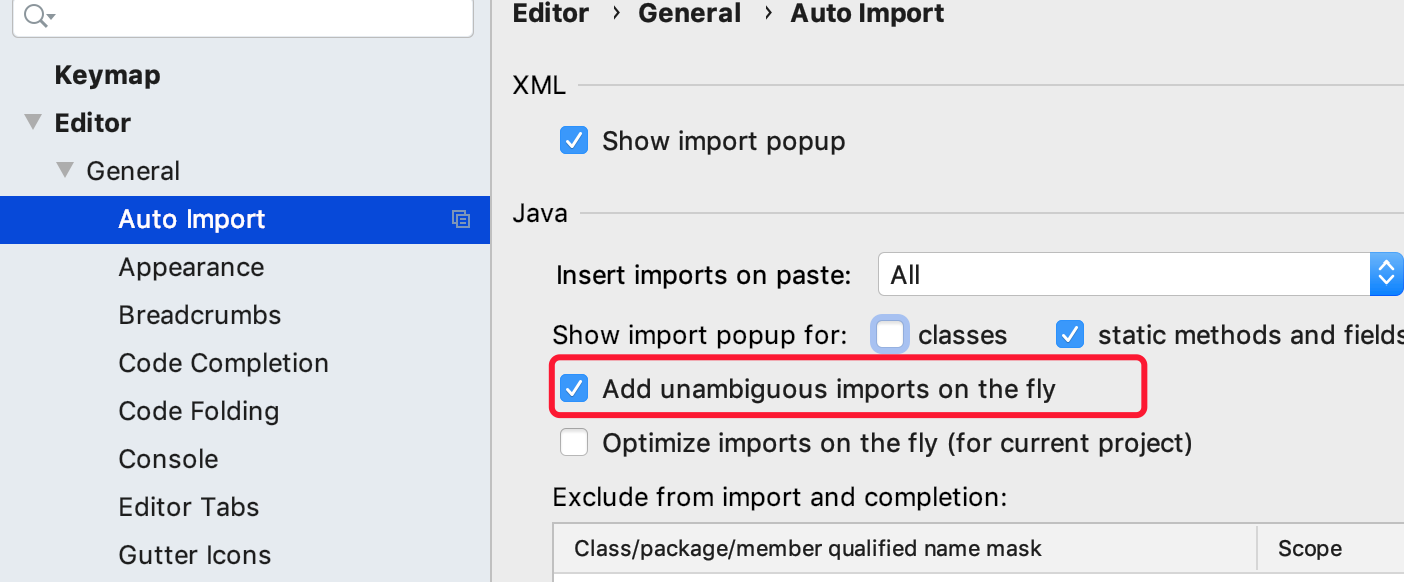 Keymap
Editor
General
Auto Import
Appearance
Breadcrumbs
Code Completion
Code Folding
Console
Editor Tabs
Gutter Icons
Editor › General › Auto Import
XML
Show import popup
Java
Insert imports on paste: All
Show import popup for: classes static methods and fields
Add unambiguous imports on the fly
Optimize imports on the fly (for current project)
Exclude from import and completion:
Class/package/member qualified name mask Scope